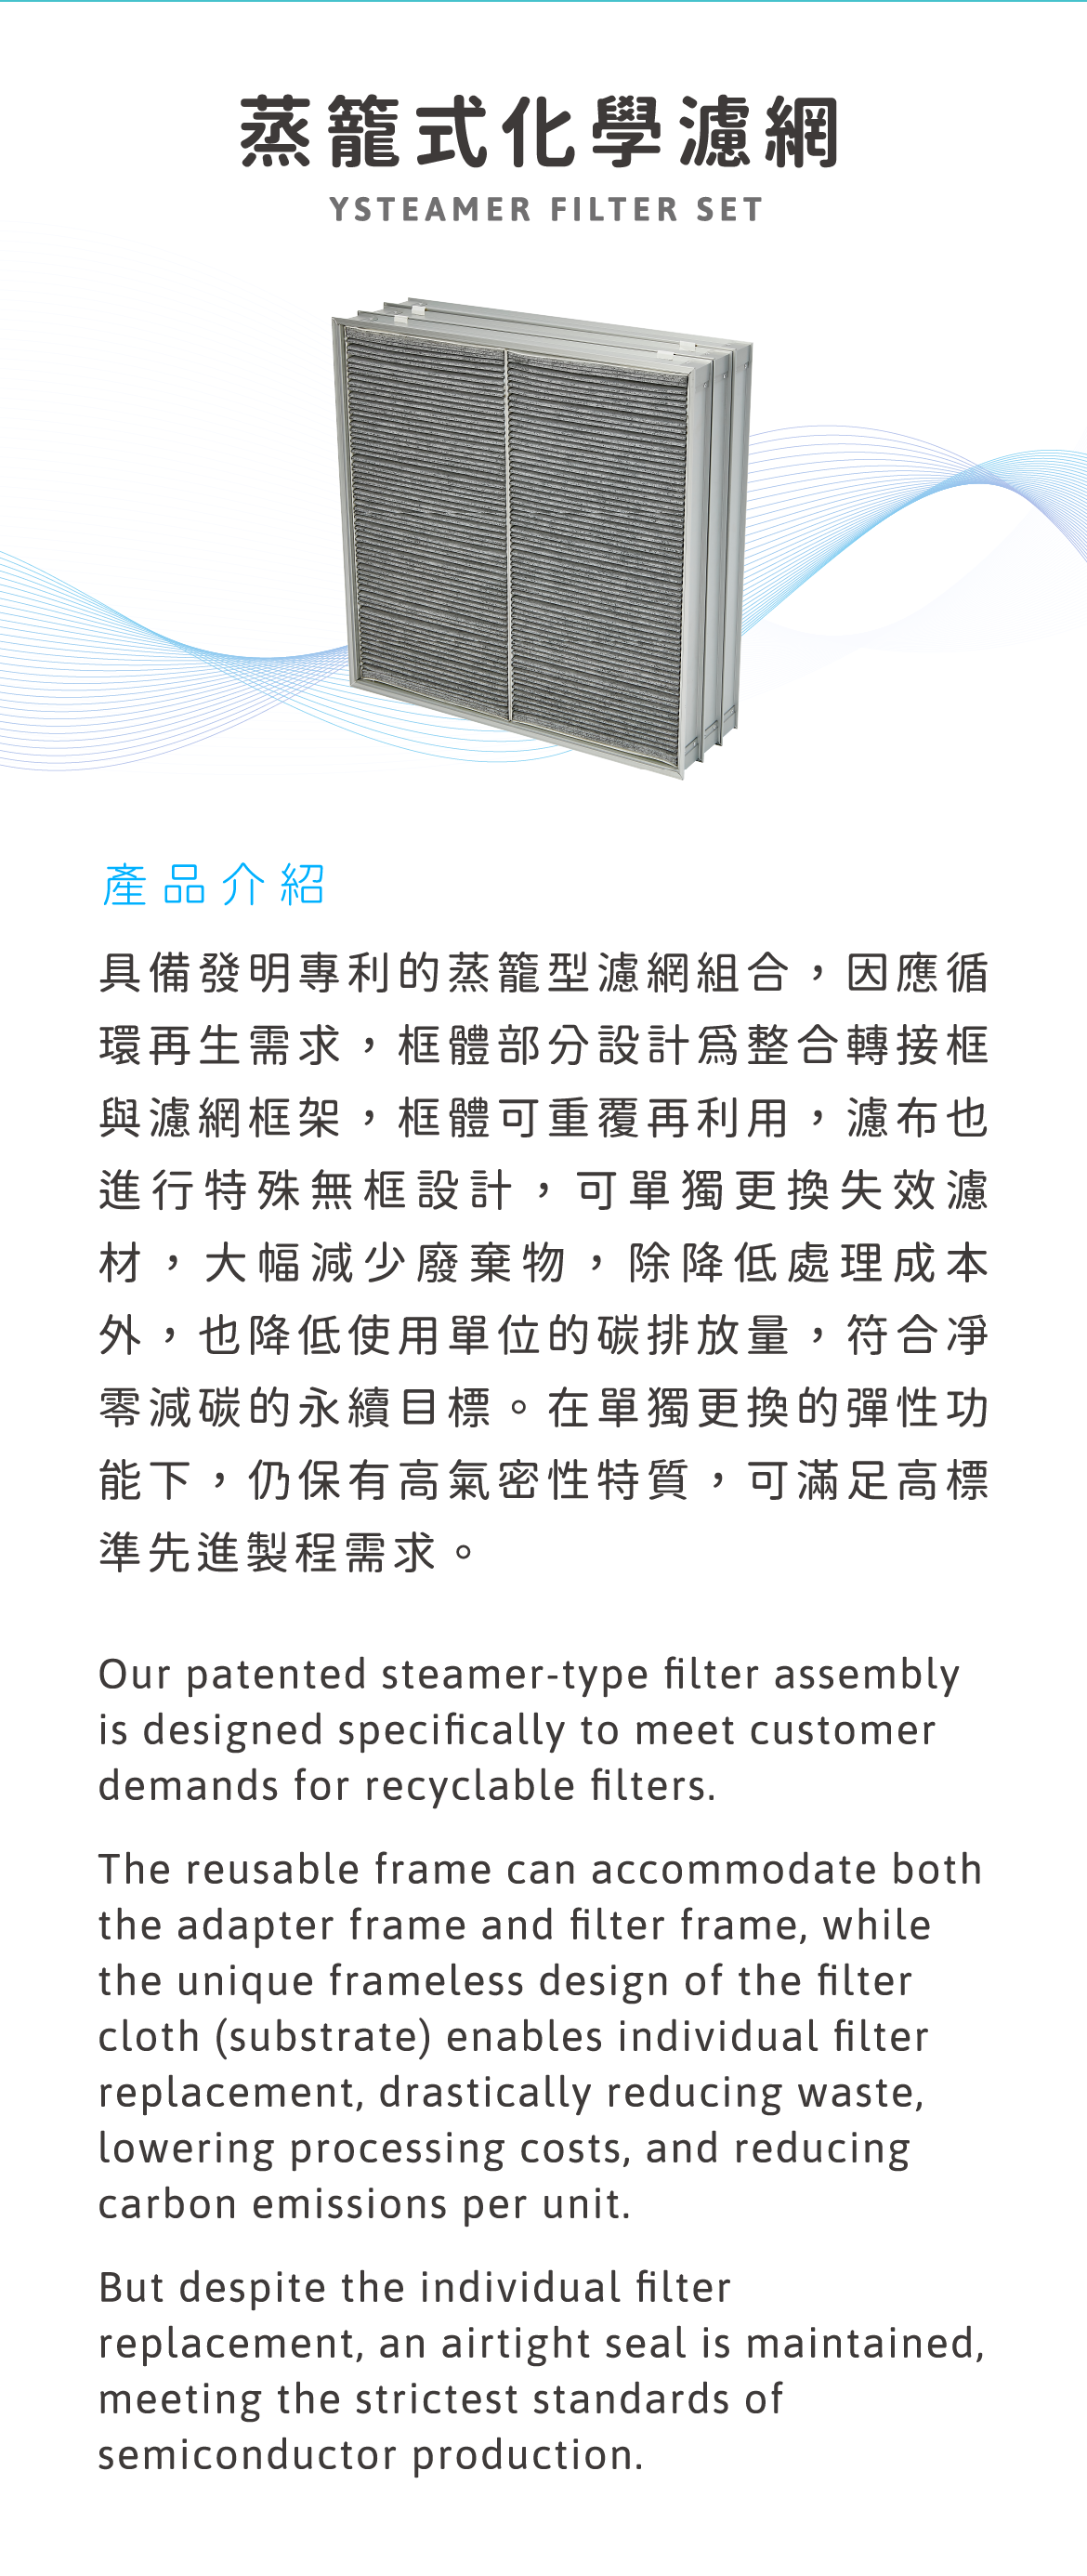 蒸籠式化學濾網
YSTEAMER FILTER SET
產品介紹
具備發明專利的蒸籠型濾網組合，因應循
環再生需求，框體部分設計為整合轉接框
與濾網框架，框體可重覆再利用，濾布也
進行特殊無框設計，可單獨更換失效濾
材，大幅減少廢棄物，除降低處理成本
外，也降低使用單位的碳排放量，符合淨
零減碳的永續目標。在單獨更換的彈性功
能下，仍保有高氣密性特質，可滿足高標
準先進製程需求。
Our patented steamer-type filter assembly
is designed specifically to meet customer
demands for recyclable filters.
The reusable frame can accommodate both
the adapter frame and filter frame, while
the unique frameless design of the filter
cloth (substrate) enables individual filter
replacement, drastically reducing waste,
lowering processing costs, and reducing
carbon emissions per unit.
But despite the individual filter
replacement, an airtight seal is maintained,
meeting the strictest standards of
semiconductor production.